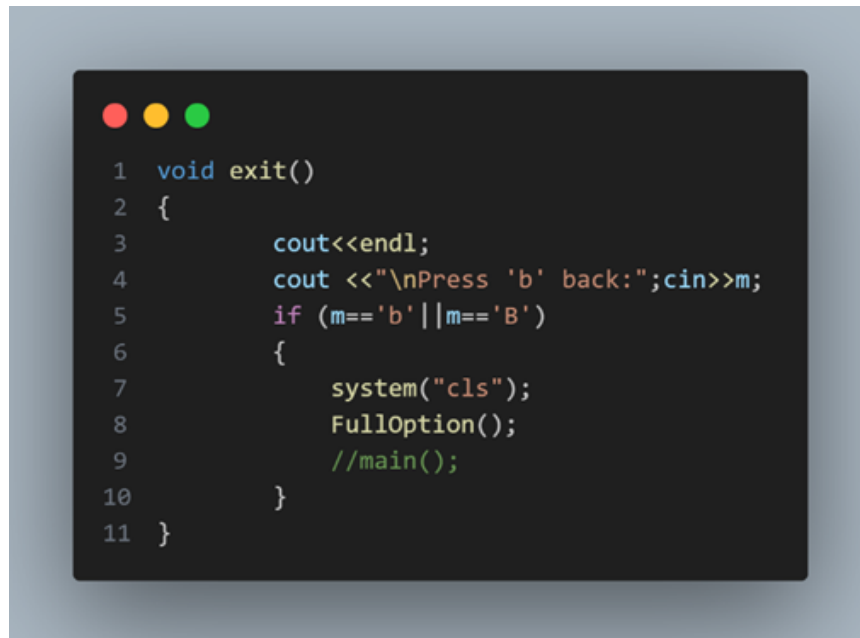 1 void exit()
2 {
3 cout<<endl;
4 cout <<"\nPress 'b' back:";cin>>m;
5 if (m=='b'||m=='B')
6 {
7 system("cls");
8 FullOption();
9 //main();
10 }
11 }